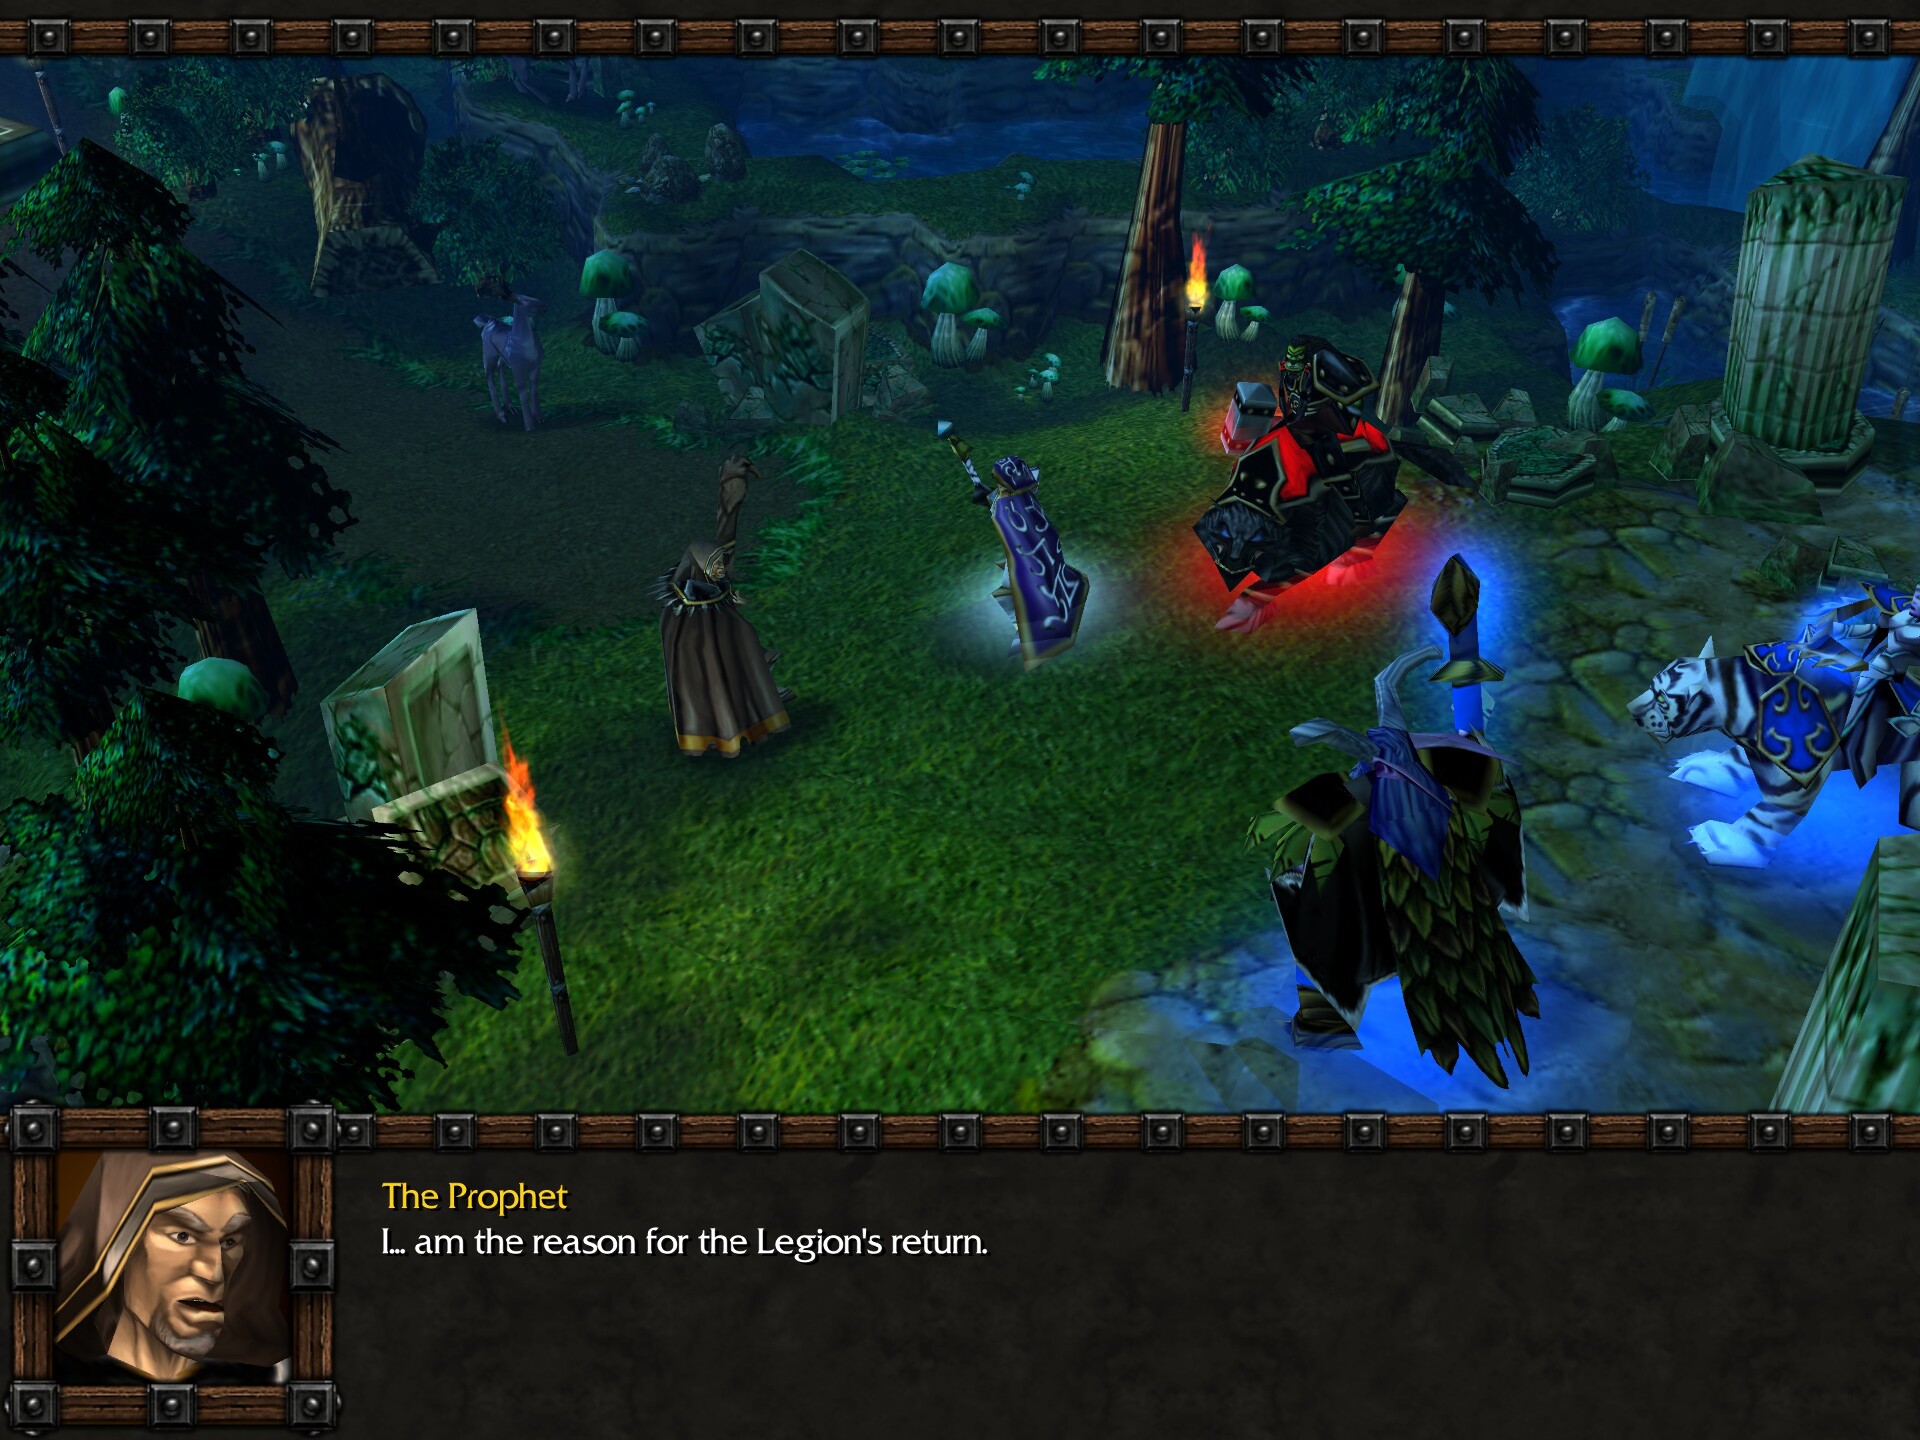 The Prophet
I... am the reason for the Legion's return.